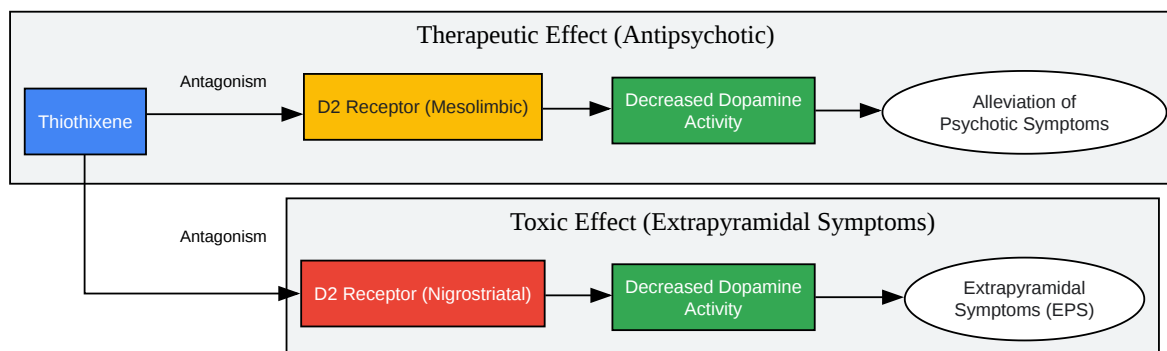 Therapeutic Effect (Antipsychotic)
Antagonism
Thiothixene
D2 Receptor (Mesolimbic)
Decreased Dopamine
Activity
Alleviation of
Psychotic Symptoms
Toxic Effect (Extrapyramidal Symptoms)
Antagonism
D2 Receptor (Nigrostriatal)
Decreased Dopamine
Activity
Extrapyramidal
Symptoms (EPS)